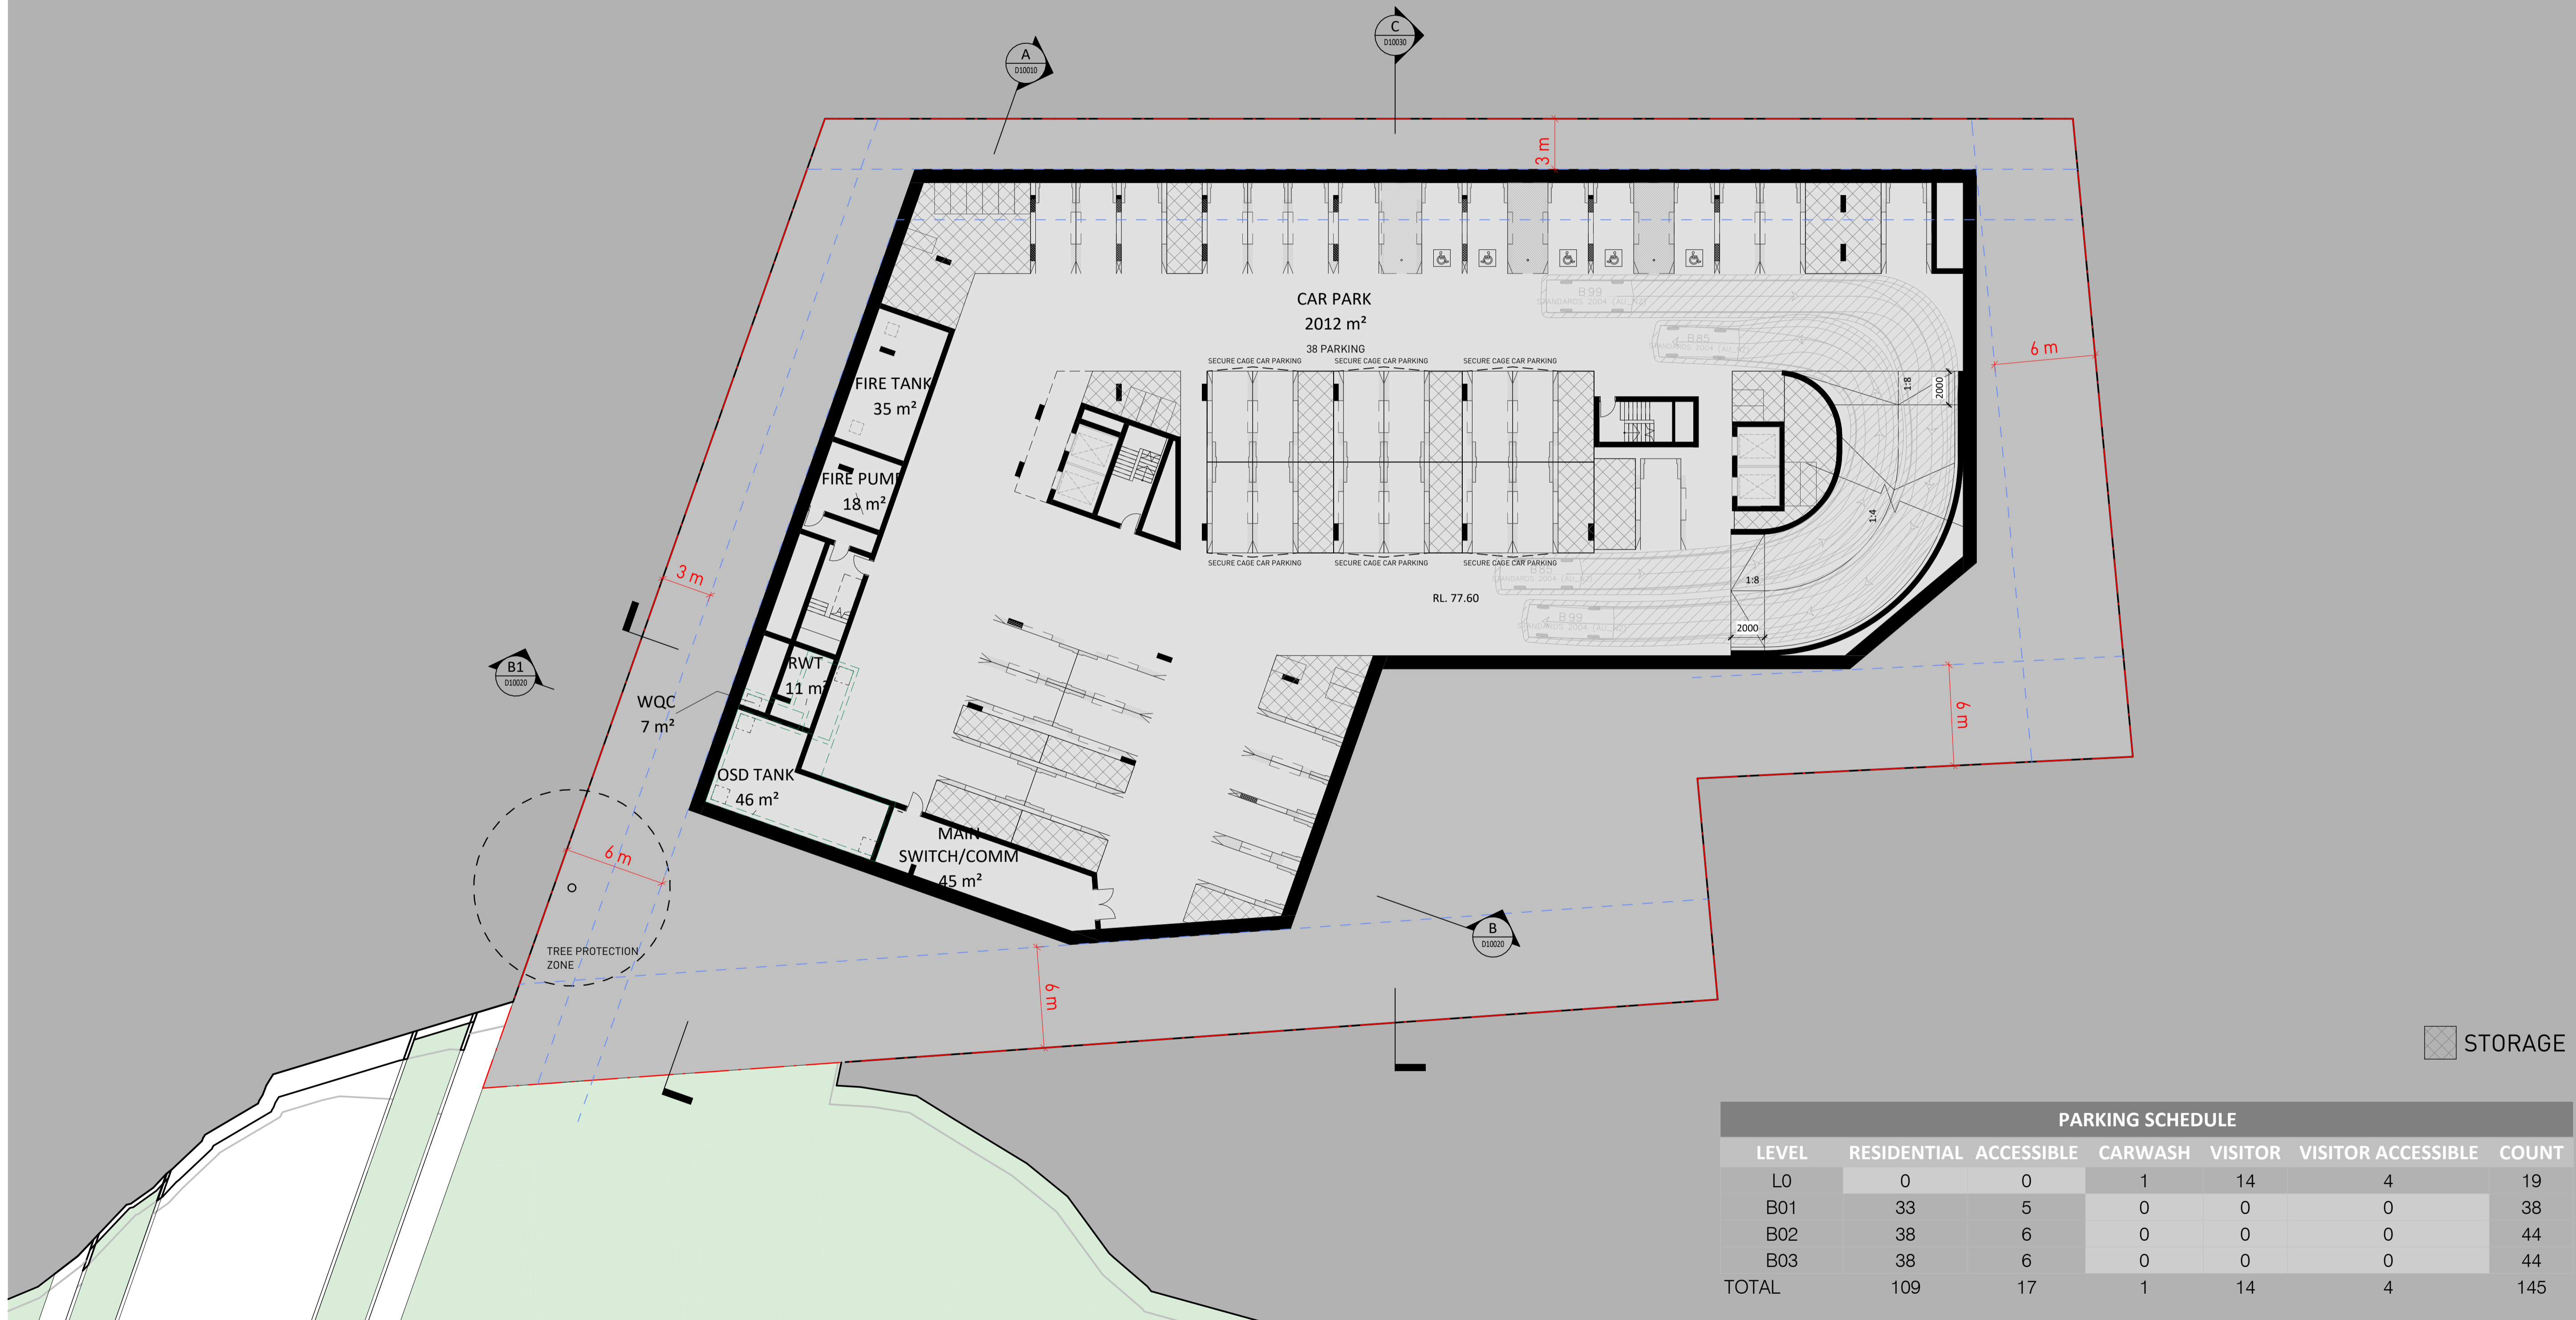 A
D10010
C
D10030
3 m
CAR PARK
2012 m²
38 PARKING
B99
B85
SECURE CAGE CAR PARKING
SECURE CAGE CAR PARKING
SECURE CAGE CAR PARKING
6 m
1:8
2000
FIRE TANK
35 m²
FIRE PUMP
18 m²
1:4
SECURE CAGE CAR PARKING
SECURE CAGE CAR PARKING
SECURE CAGE CAR PARKING
B85
1:8
3 m
RL. 77.60
B99
2000
B1
D10020
RWT
11 m²
WQC
7 m²
6 m
OSD TANK
46 m²
MAIN
SWITCH/COMM
45 m²
6 m
B
D10020
TREE PROTECTION
ZONE
6 m
STORAGE
PARKING SCHEDULE
LEVEL RESIDENTIAL ACCESSIBLE CARWASH VISITOR VISITOR ACCESSIBLE COUNT
L0 0 0 1 14 4 19
B01 33 5 0 0 0 38
B02 38 6 0 0 0 44
B03 38 6 0 0 0 44
TOTAL 109 17 1 14 4 145